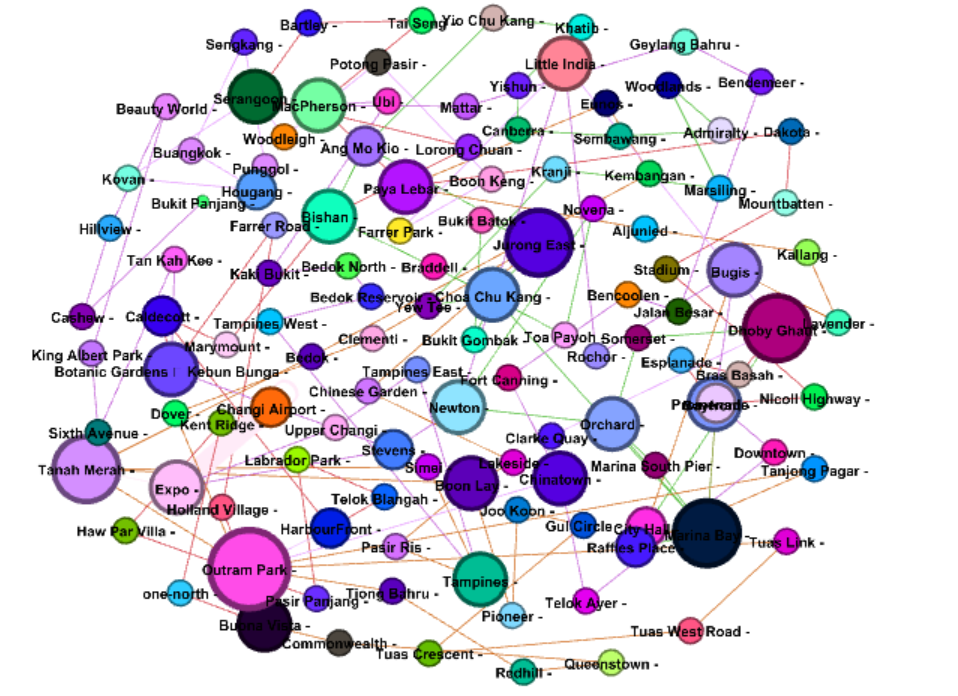 Bartley -
Tai Seng -
Yio Chu Kang -
Khatib -
Sengkang -
Geylang Bahru -
Potong Pasir -
Little India -
Yishun -
Woodlands -
Bendemeer -
Serangoon -
MacPherson -
Ubi -
Mattar -
Eunos -
Beauty World -
Woodleigh -
Canberra -
Sembawang -
Admiralty -
Dakota -
Buangkok -
Ang Mo Kio -
Lorong Chuan -
Punggol -
Kranji -
Kembangan -
Kovan -
Hougang -
Paya Lebar -
Boon Keng -
Marsiling -
Bukit Panjang -
Mountbatten -
Bishan -
Bukit Batok -
Novena -
Hillview -
Farrer Road -
Farrer Park -
Aljunied -
Jurong East -
Kallang -
Tan Kah Kee -
Kaki Bukit -
Bedok North -
Braddell -
Stadium -
Bugis -
Bedok Reservoir -
Choa Chu Kang -
Bencoolen -
Yew Tee -
Jalan Besar -
Cashew -
Caldecott -
Tampines West -
Dhoby Ghaut -
Lavender -
Marymount -
Clementi -
Bukit Gombak -
Toa Payoh -
Somerset -
King Albert Park -
Bedok -
Rochor -
Esplanade -
Botanic Gardens
Kebun Bunga -
Tampines East -
Fort Canning -
Bras Basah -
Chinese Garden -
Dover -
Changi Airport -
Newton -
Promenade -
Nicoll Highway -
Kent Ridge -
Orchard -
Sixth Avenue -
Upper Changi -
Clarke Quay -
Stevens -
Downtown -
Tanah Merah -
Labrador Park -
Simei -
Lakeside -
Marina South Pier -
Tanjong Pagar -
Expo -
Boon Lay -
Chinatown -
Holland Village -
Telok Blangah -
Joo Koon -
Haw Par Villa -
HarbourFront -
Gul Circle -
City Hall -
Marina Bay -
Pasir Ris -
Raffles Place -
Tuas Link -
Outram Park -
Tampines -
one-north -
Pasir Panjang -
Tiong Bahru -
Telok Ayer -
Pioneer -
Buona Vista -
Tuas West Road -
Commonwealth -
Tuas Crescent -
Queenstown -
Redhill -